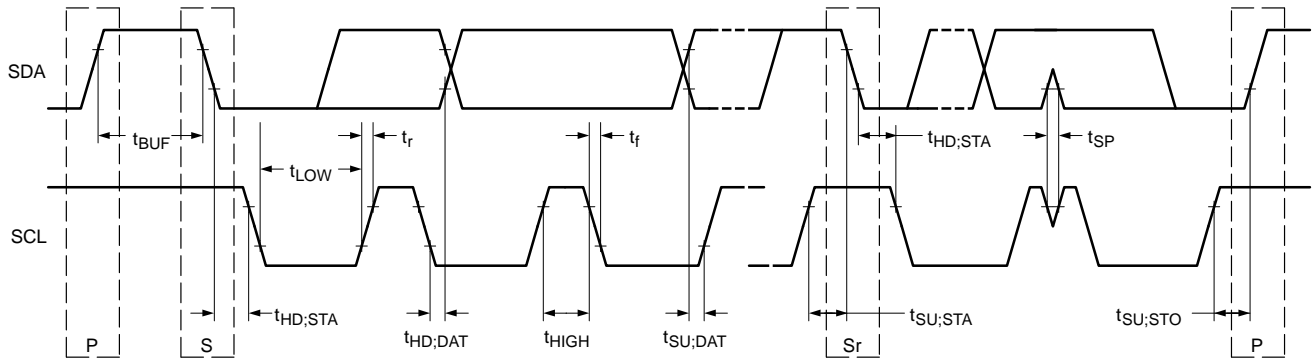 SDA
tBUF
tLOW
tr
tf
tHD;STA
tSP
SCL
tHD;STA
tHD;DAT
tHIGH
tSU;DAT
tSU;STA
tSU;STO
P
S
Sr
P